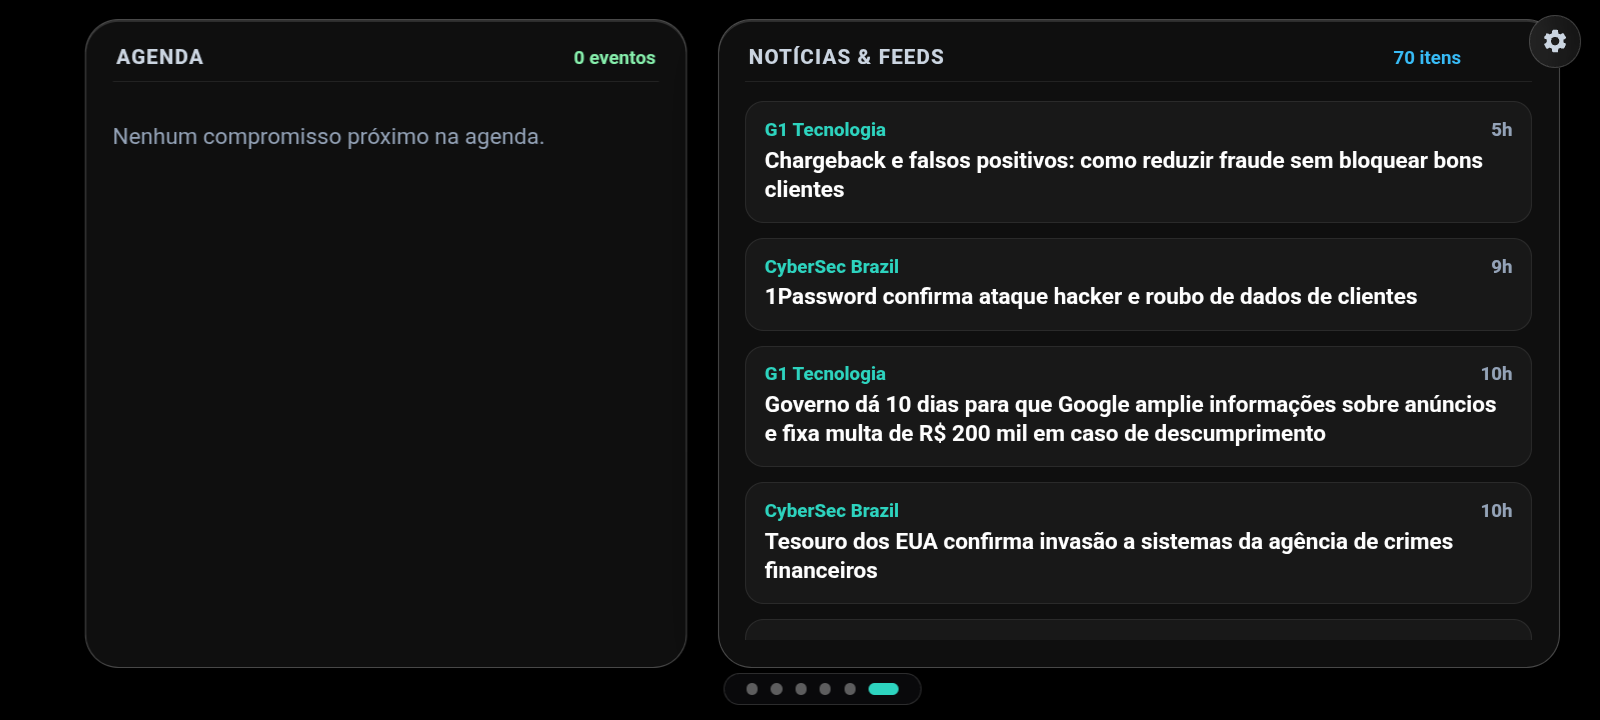 AGENDA
0 eventos
Nenhum compromisso próximo na agenda.
NOTÍCIAS & FEEDS
70 itens
G1 Tecnologia
5h
Chargeback e falsos positivos: como reduzir fraude sem bloquear bons
clientes
CyberSec Brazil
9h
1Password confirma ataque hacker e roubo de dados de clientes
G1 Tecnologia
10h
Governo dá 10 dias para que Google amplie informações sobre anúncios
e fixa multa de R$ 200 mil em caso de descumprimento
CyberSec Brazil
10h
Tesouro dos EUA confirma invasão a sistemas da agência de crimes
financeiros